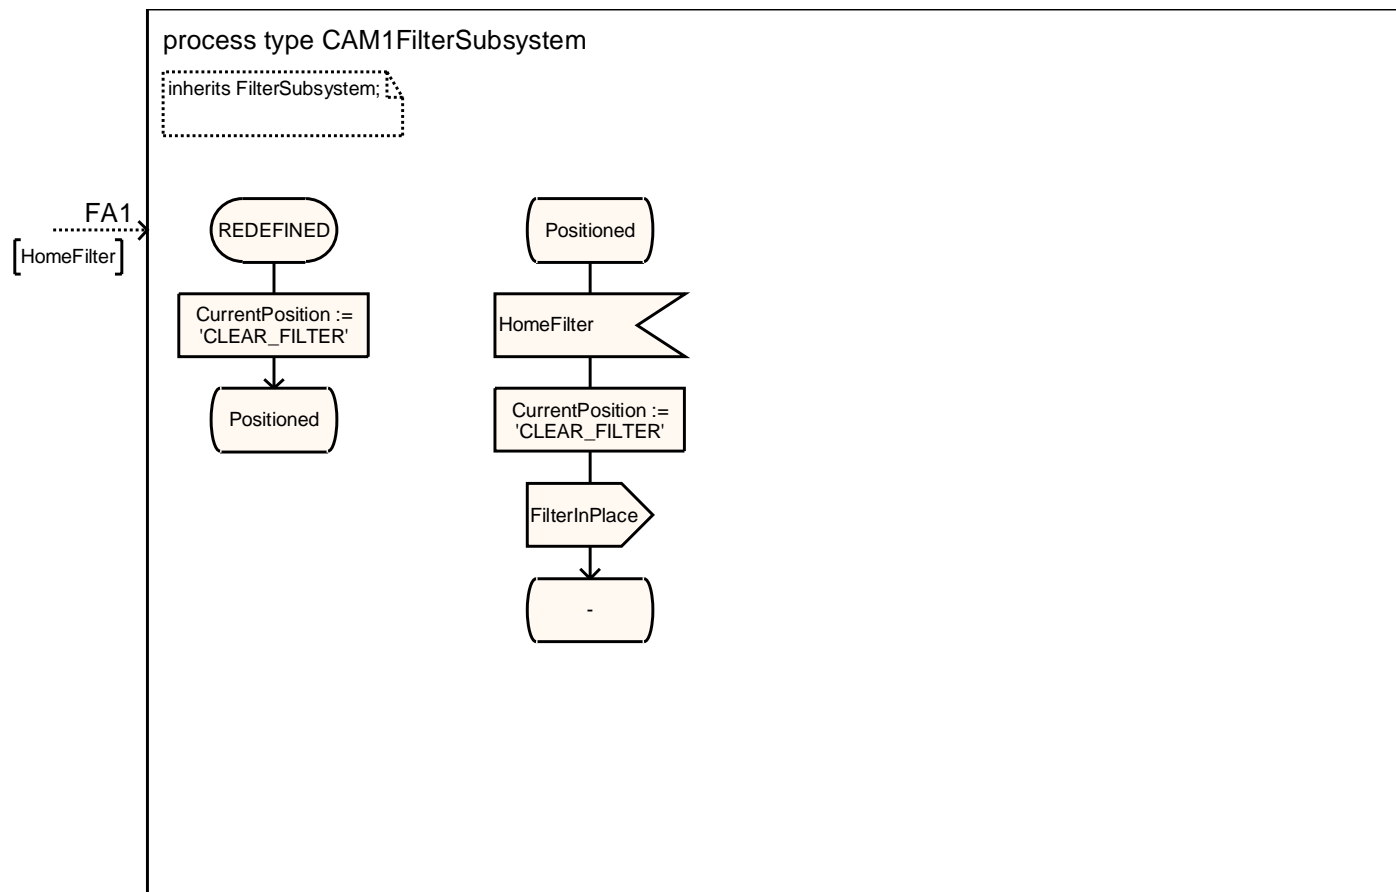 process type CAM1FilterSubsystem
inherits FilterSubsystem;
FA1
[HomeFilter]
REDEFINED
CurrentPosition :=
'CLEAR_FILTER'
Positioned
Positioned
HomeFilter
CurrentPosition :=
'CLEAR_FILTER'
FilterInPlace
-